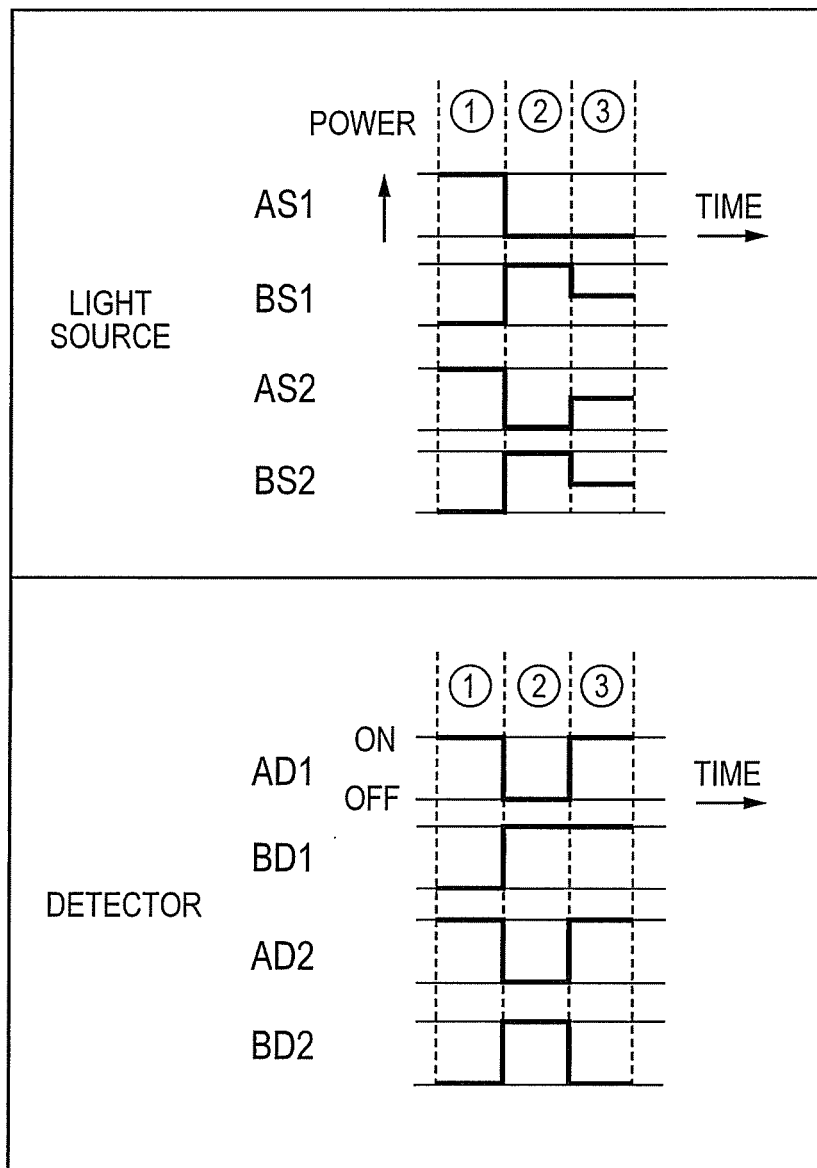 ① ② ③
POWER
AS1
TIME
BS1
LIGHT
SOURCE
AS2
BS2
① ② ③
ON
AD1
TIME
OFF
BD1
DETECTOR
AD2
BD2